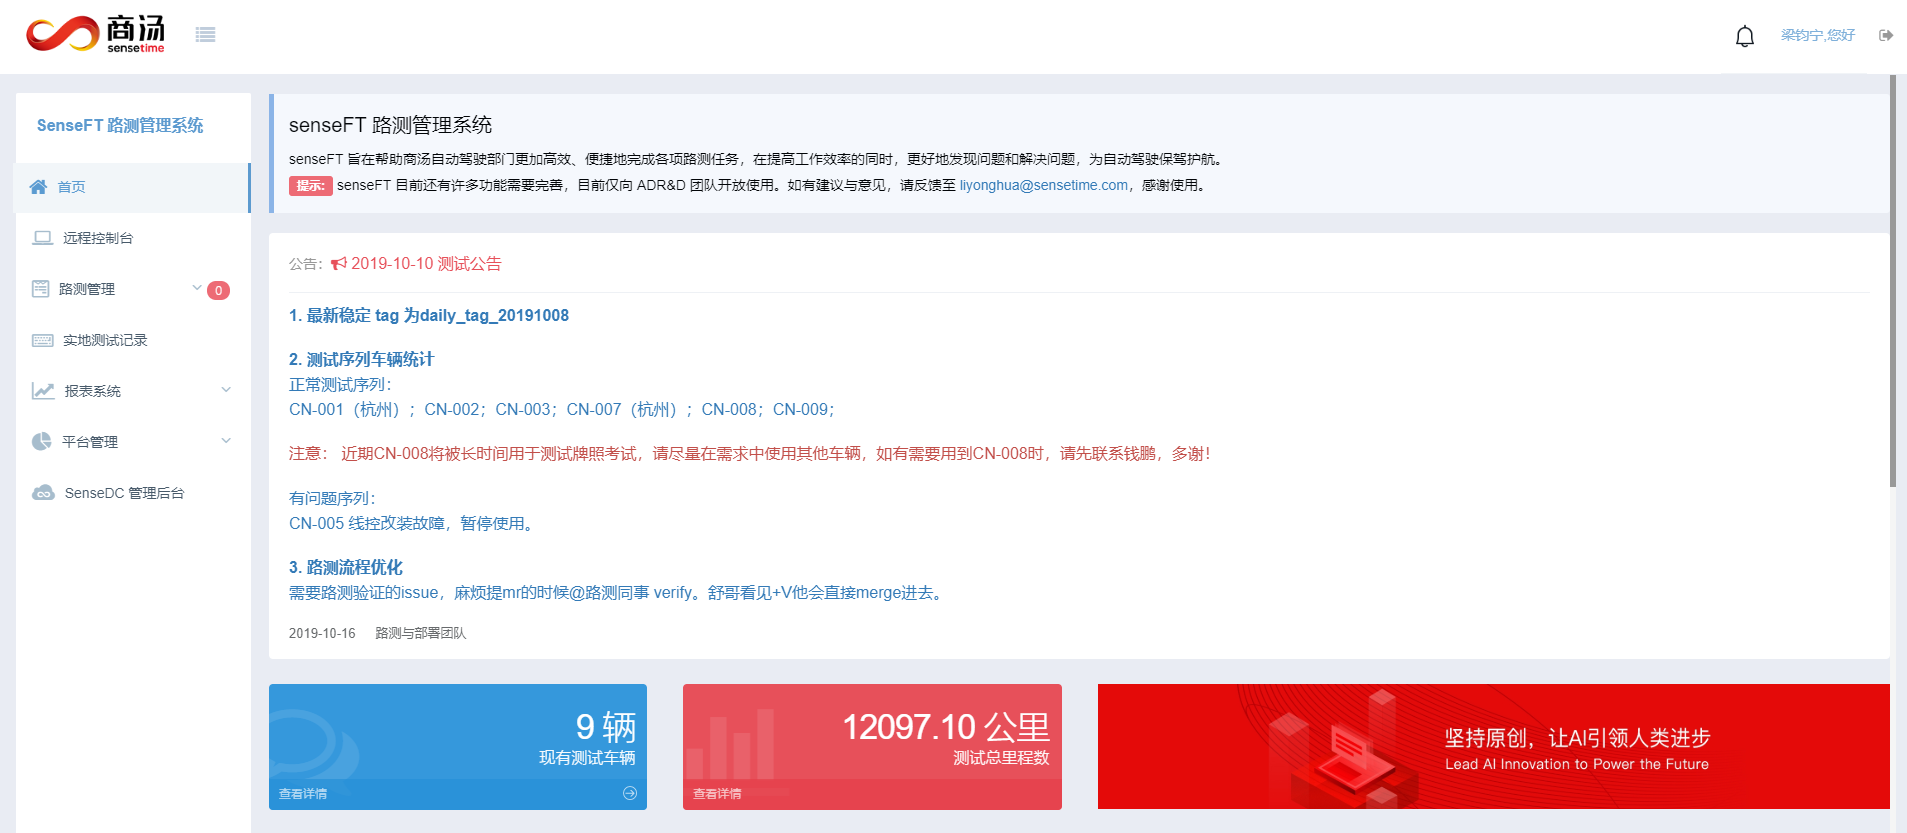 商汤
sensetime
梁钧宁,您好
SenseFT 路测管理系统
首页
远程控制台
路测管理
0
实地测试记录
报表系统
平台管理
SenseDC 管理后台
senseFT 路测管理系统
senseFT 旨在帮助商汤自动驾驶部门更加高效、便捷地完成各项路测任务，在提高工作效率的同时，更好地发现问题和解决问题，为自动驾驶保驾护航。
提示: senseFT 目前还有许多功能需要完善，目前仅向 ADR&D 团队开放使用。如有建议与意见，请反馈至 liyonghua@sensetime.com，感谢使用。
公告： 2019-10-10 测试公告
1. 最新稳定 tag 为daily_tag_20191008
2. 测试序列车辆统计
正常测试序列：
CN-001（杭州）；CN-002；CN-003；CN-007（杭州）；CN-008；CN-009；
注意： 近期CN-008将被长时间用于测试牌照考试，请尽量在需求中使用其他车辆，如有需要用到CN-008时，请先联系钱鹏，多谢！
有问题序列：
CN-005 线控改装故障，暂停使用。
3. 路测流程优化
需要路测验证的issue，麻烦提mr的时候@路测同事 verify。舒哥看见+V他会直接merge进去。
2019-10-16 路测与部署团队
9 辆
现有测试车辆
查看详情
12097.10 公里
测试总里程数
查看详情
坚持原创，让AI引领人类进步
Lead AI Innovation to Power the Future